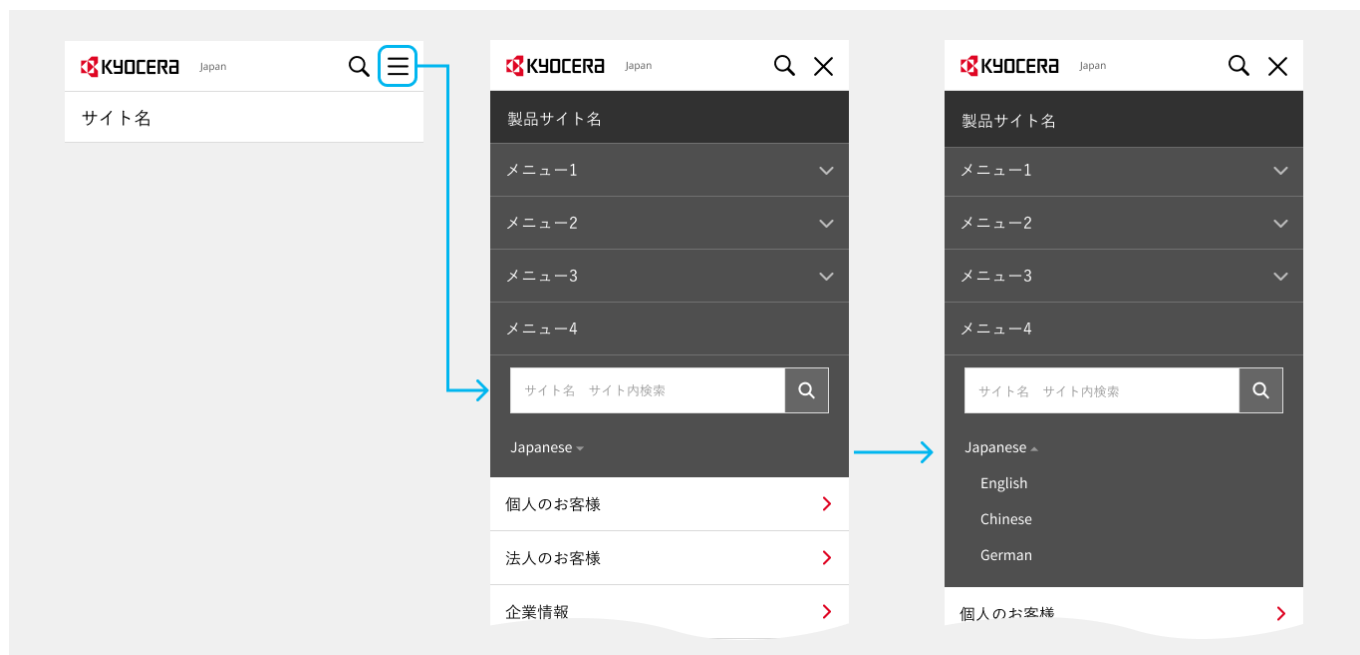 KYOCERA Japan
サイト名
KYOCERA Japan
製品サイト名
メニュー1
メニュー2
メニュー3
メニュー4
サイト名 サイト内検索
Japanese
個人のお客様
法人のお客様
企業情報
KYOCERA Japan
製品サイト名
メニュー1
メニュー2
メニュー3
メニュー4
サイト名 サイト内検索
Japanese
English
Chinese
German
個人のお客様